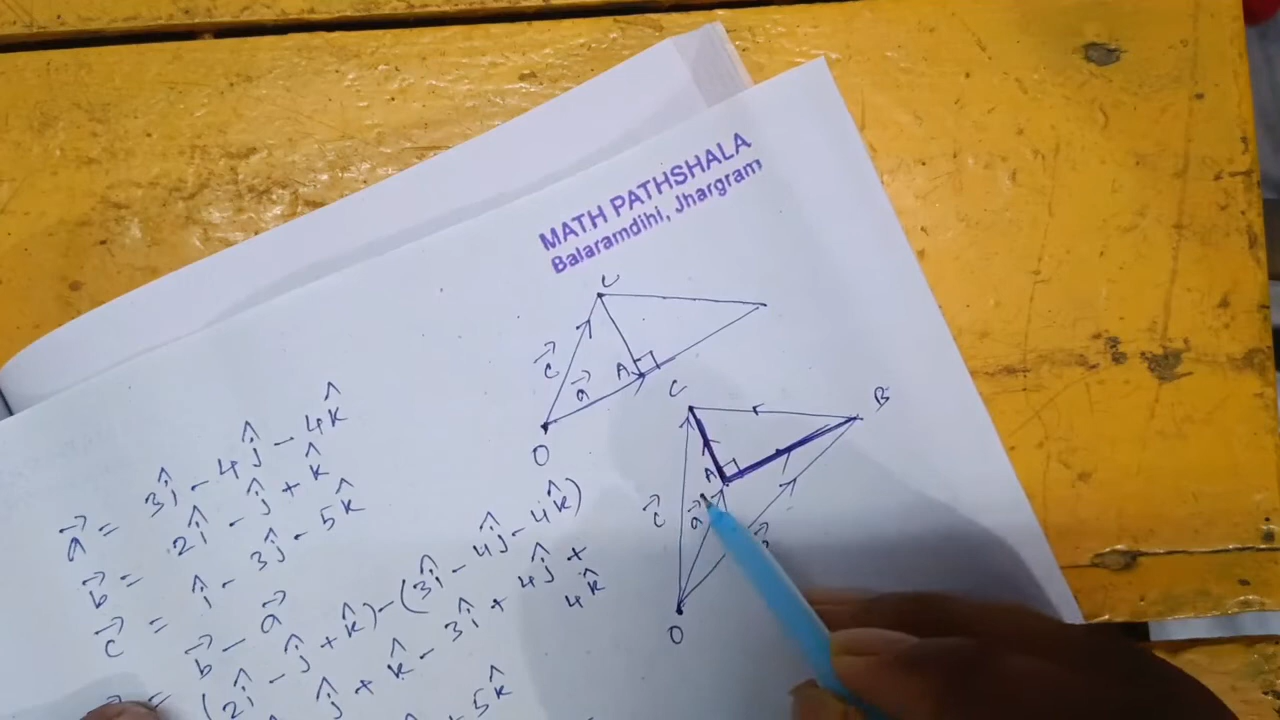 MATH PATHSHALA
Balaramdihi, Jhargram
C
c⃗
a⃗
A
O
C
B
A
c⃗
a⃗
O
a⃗ = 3î - 4ĵ - 4k̂
b⃗ = 2î - ĵ + k̂
c⃗ = î - 3ĵ - 5k̂
b⃗ - a⃗
= (2î - ĵ + k̂) - (3î - 4ĵ - 4k̂)
ĵ + k̂ - 3î + 4ĵ +
4k̂
+ 5k̂